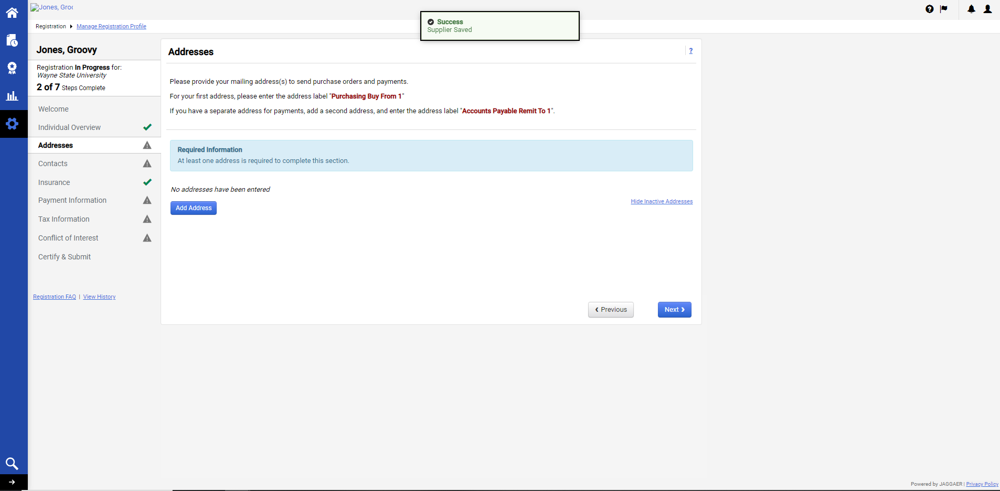 Jones, Groo
Registration
Manage Registration Profile
Success
Supplier Saved
Jones, Groovy
Registration In Progress for:
Wayne State University
2 of 7 Steps Complete
Welcome
Individual Overview
Addresses
Contacts
Insurance
Payment Information
Tax Information
Conflict of Interest
Certify & Submit
Registration FAQ | View History
Addresses
?
Please provide your mailing address(s) to send purchase orders and payments.
For your first address, please enter the address label "Purchasing Buy From 1"
If you have a separate address for payments, add a second address, and enter the address label "Accounts Payable Remit To 1".
Required Information
At least one address is required to complete this section.
No addresses have been entered
Hide Inactive Addresses
Add Address
Previous
Next
Powered by JAGGAER | Privacy Policy